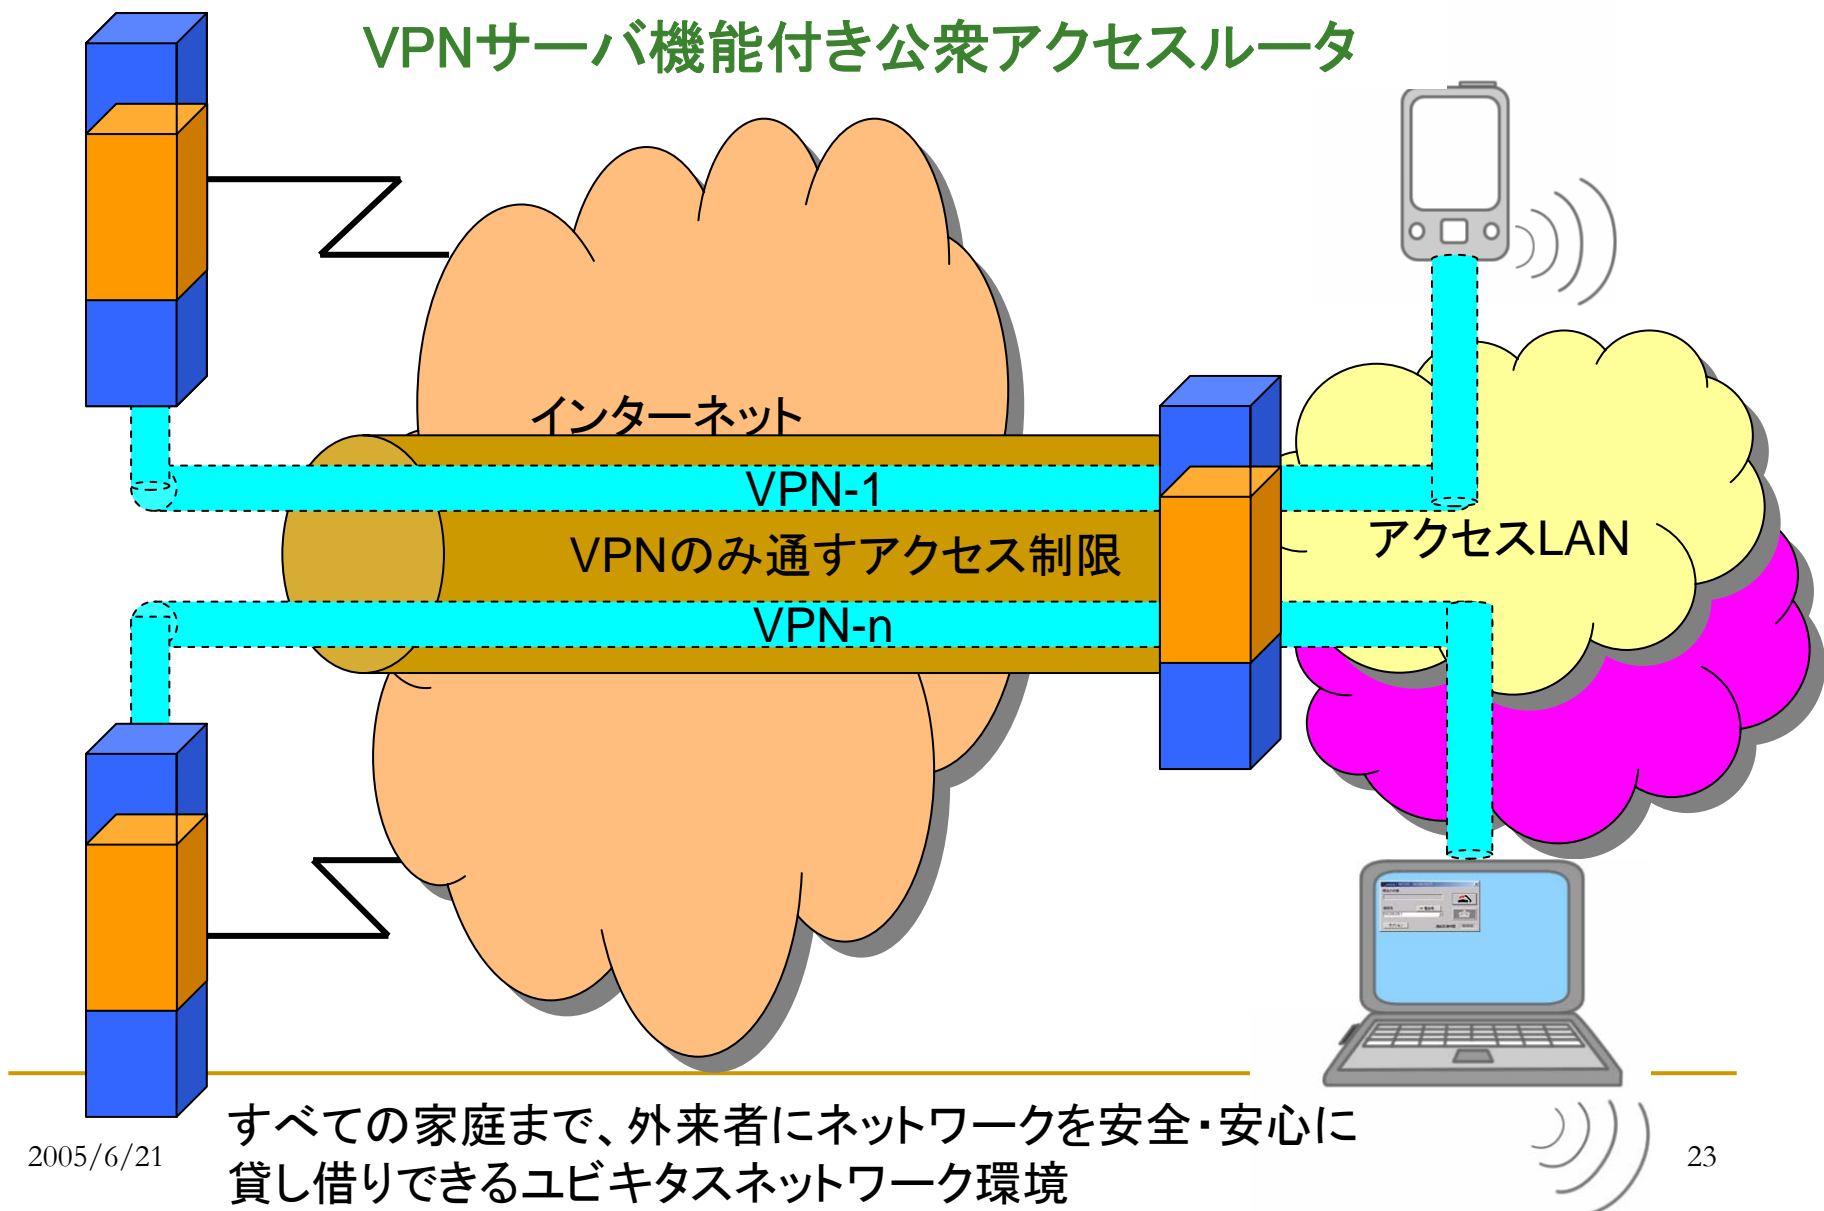 VPNサーバ機能付き公衆アクセスルータ
インターネット
VPN-1
VPNのみ通すアクセス制限
アクセスLAN
VPN-n
すべての家庭まで、外来者にネットワークを安全・安心に
貸し借りできるユビキタスネットワーク環境
2005/6/21
23